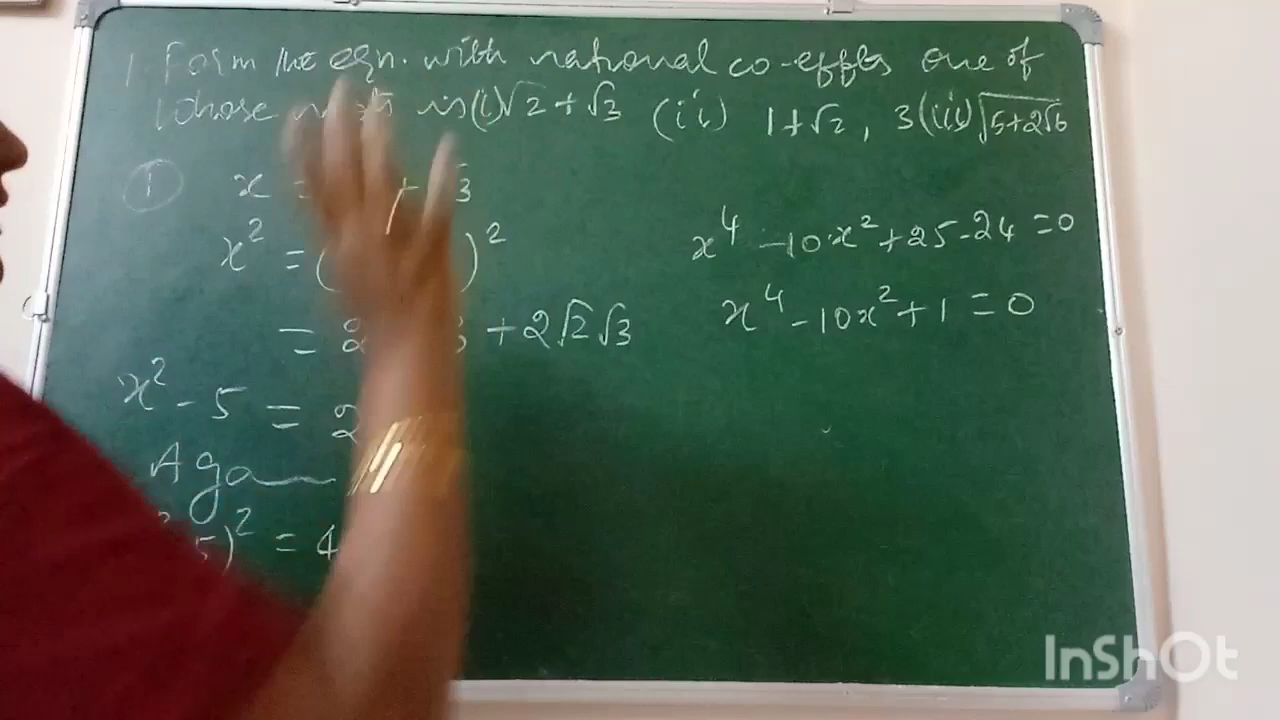 1 Form the eqn. with rational co-effts one of
whose roots is (i) √2 + √3 (ii) 1+√2, 3 (iii) √5+2√6
① x = + √3
x² = ( )²
= 2 3 + 2√2√3
x² - 5 = 2
Again
5)² = 4
x⁴ - 10x² + 25 - 24 = 0
x⁴ - 10x² + 1 = 0
InShOt